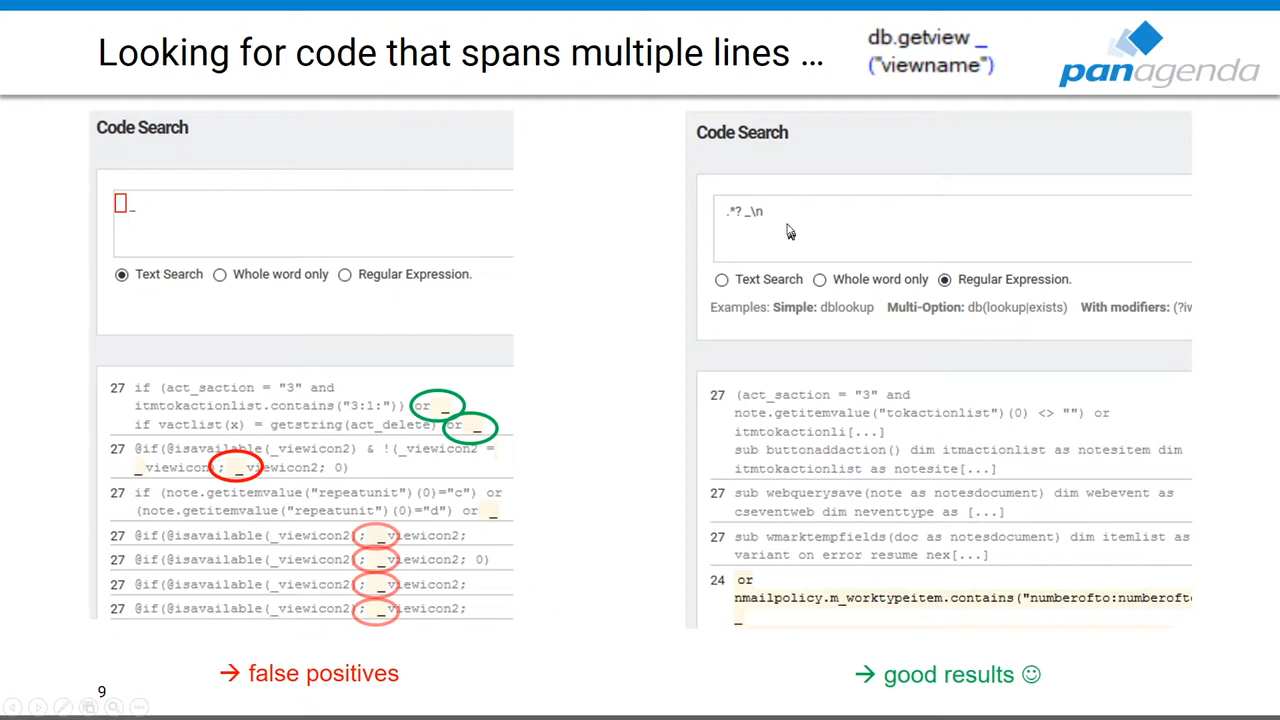 Looking for code that spans multiple lines ...
db.getview _
("viewname")
panagenda
Code Search
_
Text Search Whole word only Regular Expression.
27 if (act_saction = "3" and
itmtokactionlist.contains("3:1:")) or _
if vactlist(x) = getstring(act_delete) or _
27 @if(@isavailable(_viewicon2) & !(_viewicon2 =
_viewicon); _viewicon2; 0)
27 if (note.getitemvalue("repeatunit")(0)="c") or
(note.getitemvalue("repeatunit")(0)="d") or _
27 @if(@isavailable(_viewicon2); _viewicon2;
27 @if(@isavailable(_viewicon2); _viewicon2; 0)
27 @if(@isavailable(_viewicon2); _viewicon2;
27 @if(@isavailable(_viewicon2); _viewicon2;
→ false positives
Code Search
.*? _\n
Text Search Whole word only Regular Expression.
Examples: Simple: dblookup Multi-Option: db(lookup|exists) With modifiers: (?iw
27 (act_saction = "3" and
note.getitemvalue("tokactionlist")(0) <> "") or
itmtokactionli[...]
sub buttonaddaction() dim itmactionlist as notesitem dim
itmtokactionlist as notesite[...]
27 sub webquerysave(note as notesdocument) dim webevent as
cseventweb dim neventtype as [...]
27 sub wmarktempfields(doc as notesdocument) dim itemlist as
variant on error resume nex[...]
24 or
nmailpolicy.m_worktypeitem.contains("numberofto:numberofto
_
→ good results ☺
9